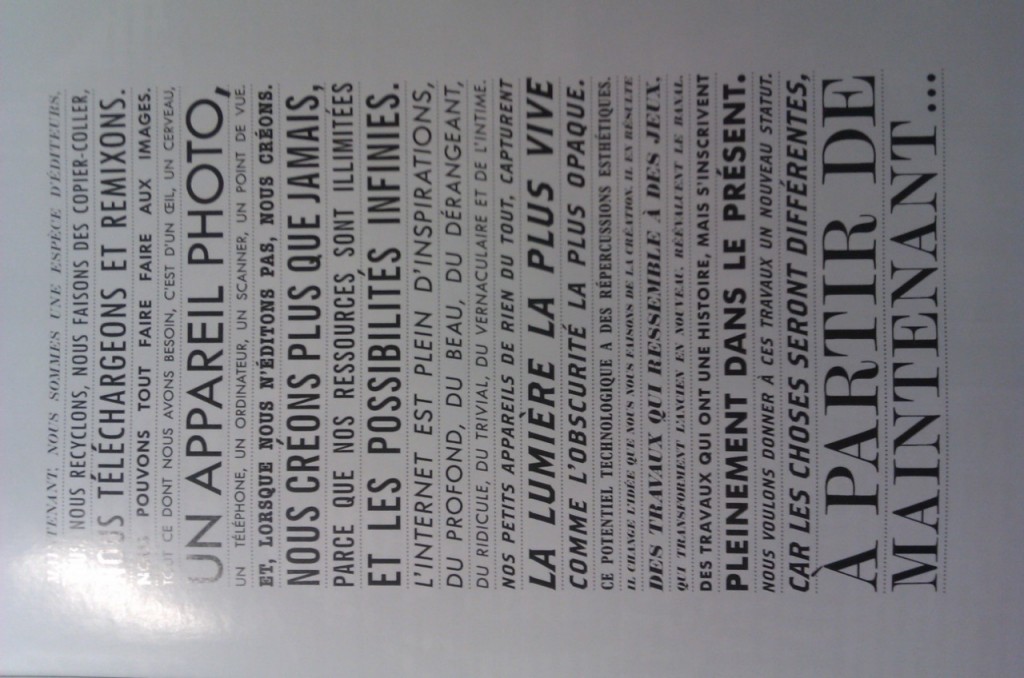 MAINTENANT, NOUS SOMMES UNE ESPÈCE D'ÉDITEURS.
NOUS RECYCLONS, NOUS FAISONS DES COPIER-COLLER,
NOUS TÉLÉCHARGEONS ET REMIXONS.
NOUS POUVONS TOUT FAIRE FAIRE AUX IMAGES.
TOUT CE DONT NOUS AVONS BESOIN, C'EST D'UN ŒIL, UN CERVEAU,
UN APPAREIL PHOTO,
UN TÉLÉPHONE, UN ORDINATEUR, UN SCANNER, UN POINT DE VUE.
ET, LORSQUE NOUS N'ÉDITONS PAS, NOUS CRÉONS.
NOUS CRÉONS PLUS QUE JAMAIS,
PARCE QUE NOS RESSOURCES SONT ILLIMITÉES
ET LES POSSIBILITÉS INFINIES.
L'INTERNET EST PLEIN D'INSPIRATIONS,
DU PROFOND, DU BEAU, DU DÉRANGEANT,
DU RIDICULE, DU TRIVIAL, DU VERNACULAIRE ET DE L'INTIME.
NOS PETITS APPAREILS DE RIEN DU TOUT, CAPTURENT
LA LUMIÈRE LA PLUS VIVE
COMME L'OBSCURITÉ LA PLUS OPAQUE.
CE POTENTIEL TECHNOLOGIQUE A DES RÉPERCUSSIONS ESTHÉTIQUES.
IL CHANGE L'IDÉE QUE NOUS NOUS FAISONS DE LA CRÉATION. IL EN RÉSULTE
DES TRAVAUX QUI RESSEMBLE À DES JEUX,
QUI TRANSFORMENT L'ANCIEN EN NOUVEAU, RÉÉVALUENT LE BANAL.
DES TRAVAUX QUI ONT UNE HISTOIRE, MAIS S'INSCRIVENT
PLEINEMENT DANS LE PRÉSENT.
NOUS VOULONS DONNER À CES TRAVAUX UN NOUVEAU STATUT.
CAR LES CHOSES SERONT DIFFÉRENTES,
À PARTIR DE
MAINTENANT...